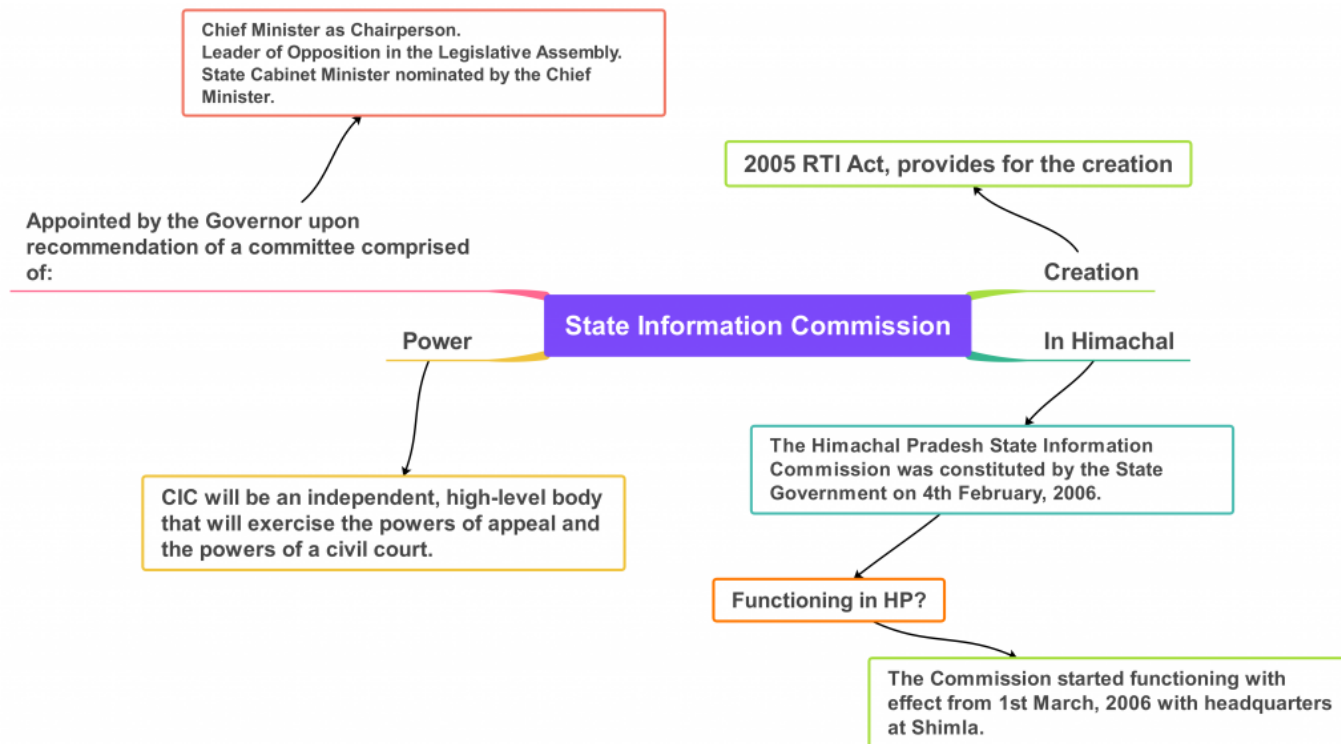 Chief Minister as Chairperson.
Leader of Opposition in the Legislative Assembly.
State Cabinet Minister nominated by the Chief
Minister.
2005 RTI Act, provides for the creation
Appointed by the Governor upon
recommendation of a committee comprised
of:
Creation
State Information Commission
Power
In Himachal
The Himachal Pradesh State Information
Commission was constituted by the State
Government on 4th February, 2006.
CIC will be an independent, high-level body
that will exercise the powers of appeal and
the powers of a civil court.
Functioning in HP?
The Commission started functioning with
effect from 1st March, 2006 with headquarters
at Shimla.